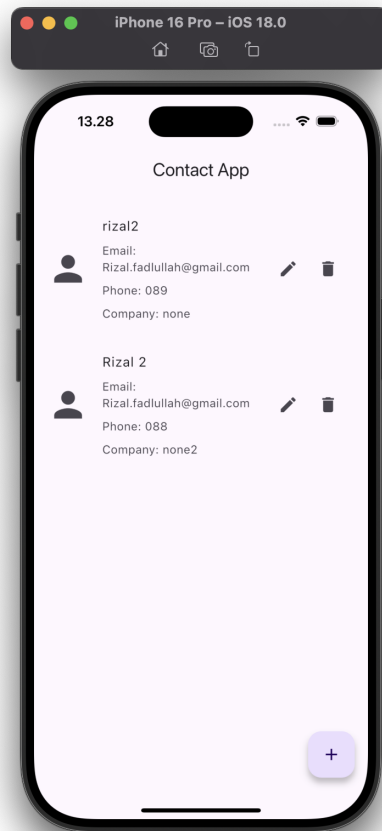 iPhone 16 Pro – iOS 18.0
13.28
Contact App
rizal2
Email:
Rizal.fadlullah@gmail.com
Phone: 089
Company: none
Rizal 2
Email:
Rizal.fadlullah@gmail.com
Phone: 088
Company: none2